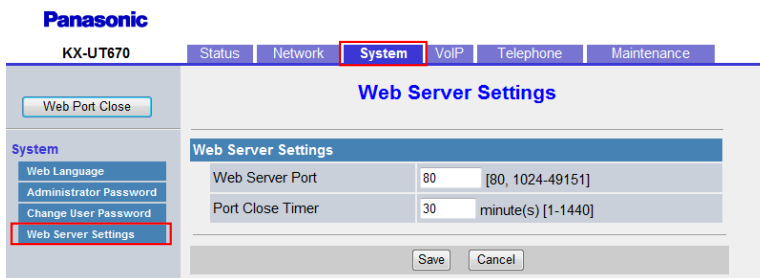 Panasonic
KX-UT670
Status Network System VoIP Telephone Maintenance
Web Port Close
Web Server Settings
System
Web Language
Administrator Password
Change User Password
Web Server Settings
Web Server Settings
Web Server Port 80 [80, 1024-49151]
Port Close Timer 30 minute(s) [1-1440]
Save Cancel